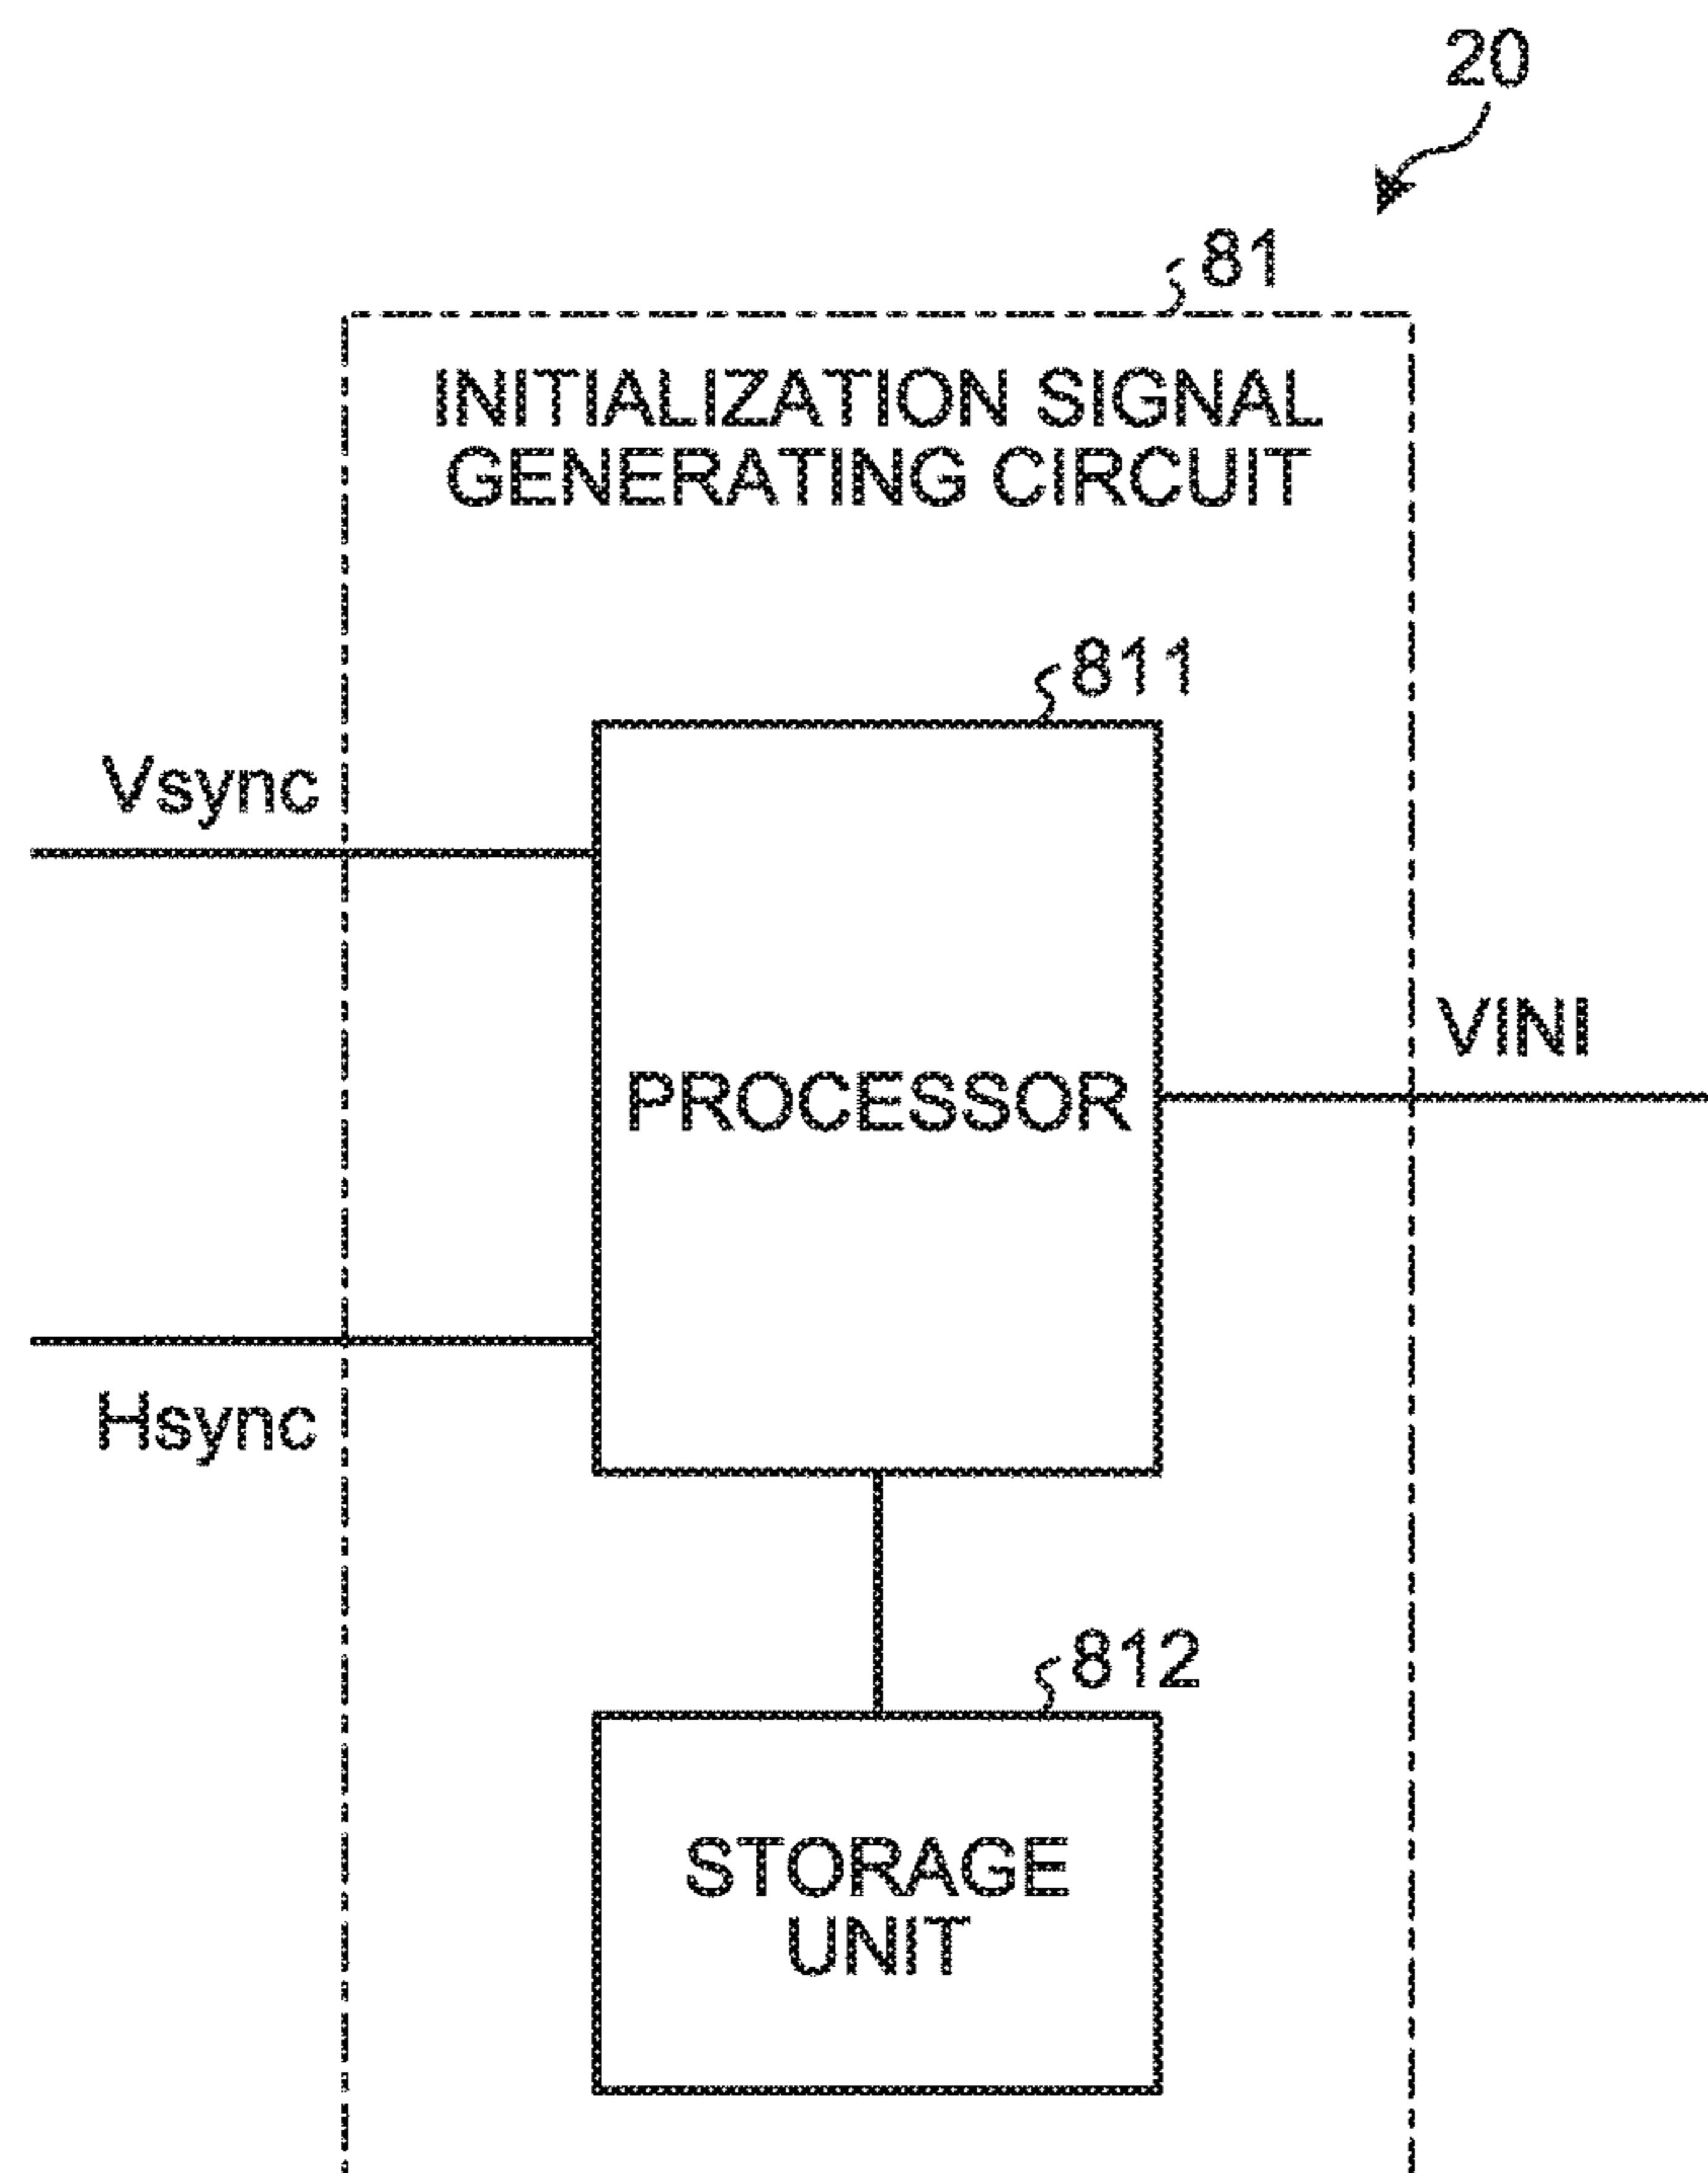 20
81
INITIALIZATION SIGNAL
GENERATING CIRCUIT
811
Vsync
VINI
PROCESSOR
Hsync
812
STORAGE
UNIT